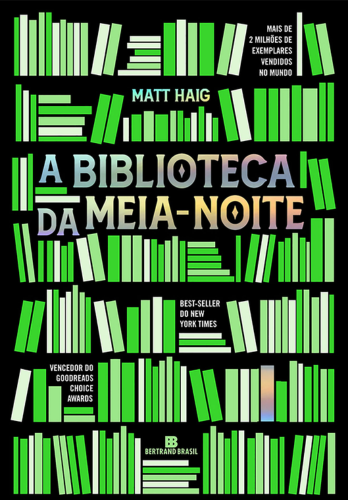 MAIS DE
2 MILHÕES DE
EXEMPLARES
VENDIDOS
NO MUNDO
MATT HAIG
A BIBLIOTECA
DA MEIA-NOITE
BEST-SELLER
DO NEW
YORK TIMES
VENCEDOR DO
GOODREADS
CHOICE
AWARDS
BB
BERTRAND BRASIL